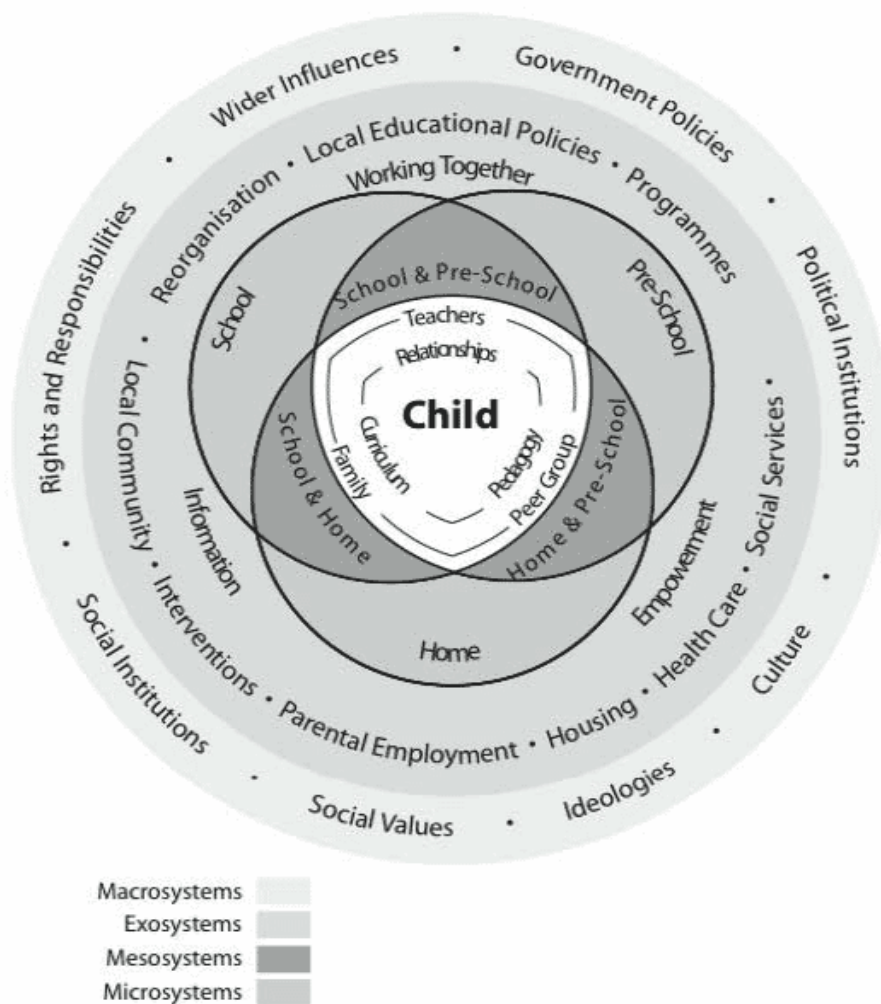 Wider Influences • Government Policies • Political Institutions • Culture • Ideologies • Social Values • Social Institutions • Rights and Responsibilities •
Reorganisation • Local Educational Policies • Programmes
Social Services • Health Care • Housing • Parental Employment • Interventions • Local Community •
Working Together
Empowerment
Information
School
Pre-School
Home
School & Pre-School
Home & Pre-School
School & Home
Teachers
Relationships
Child
Curriculum
Family
Pedagogy
Peer Group
Macrosystems
Exosystems
Mesosystems
Microsystems